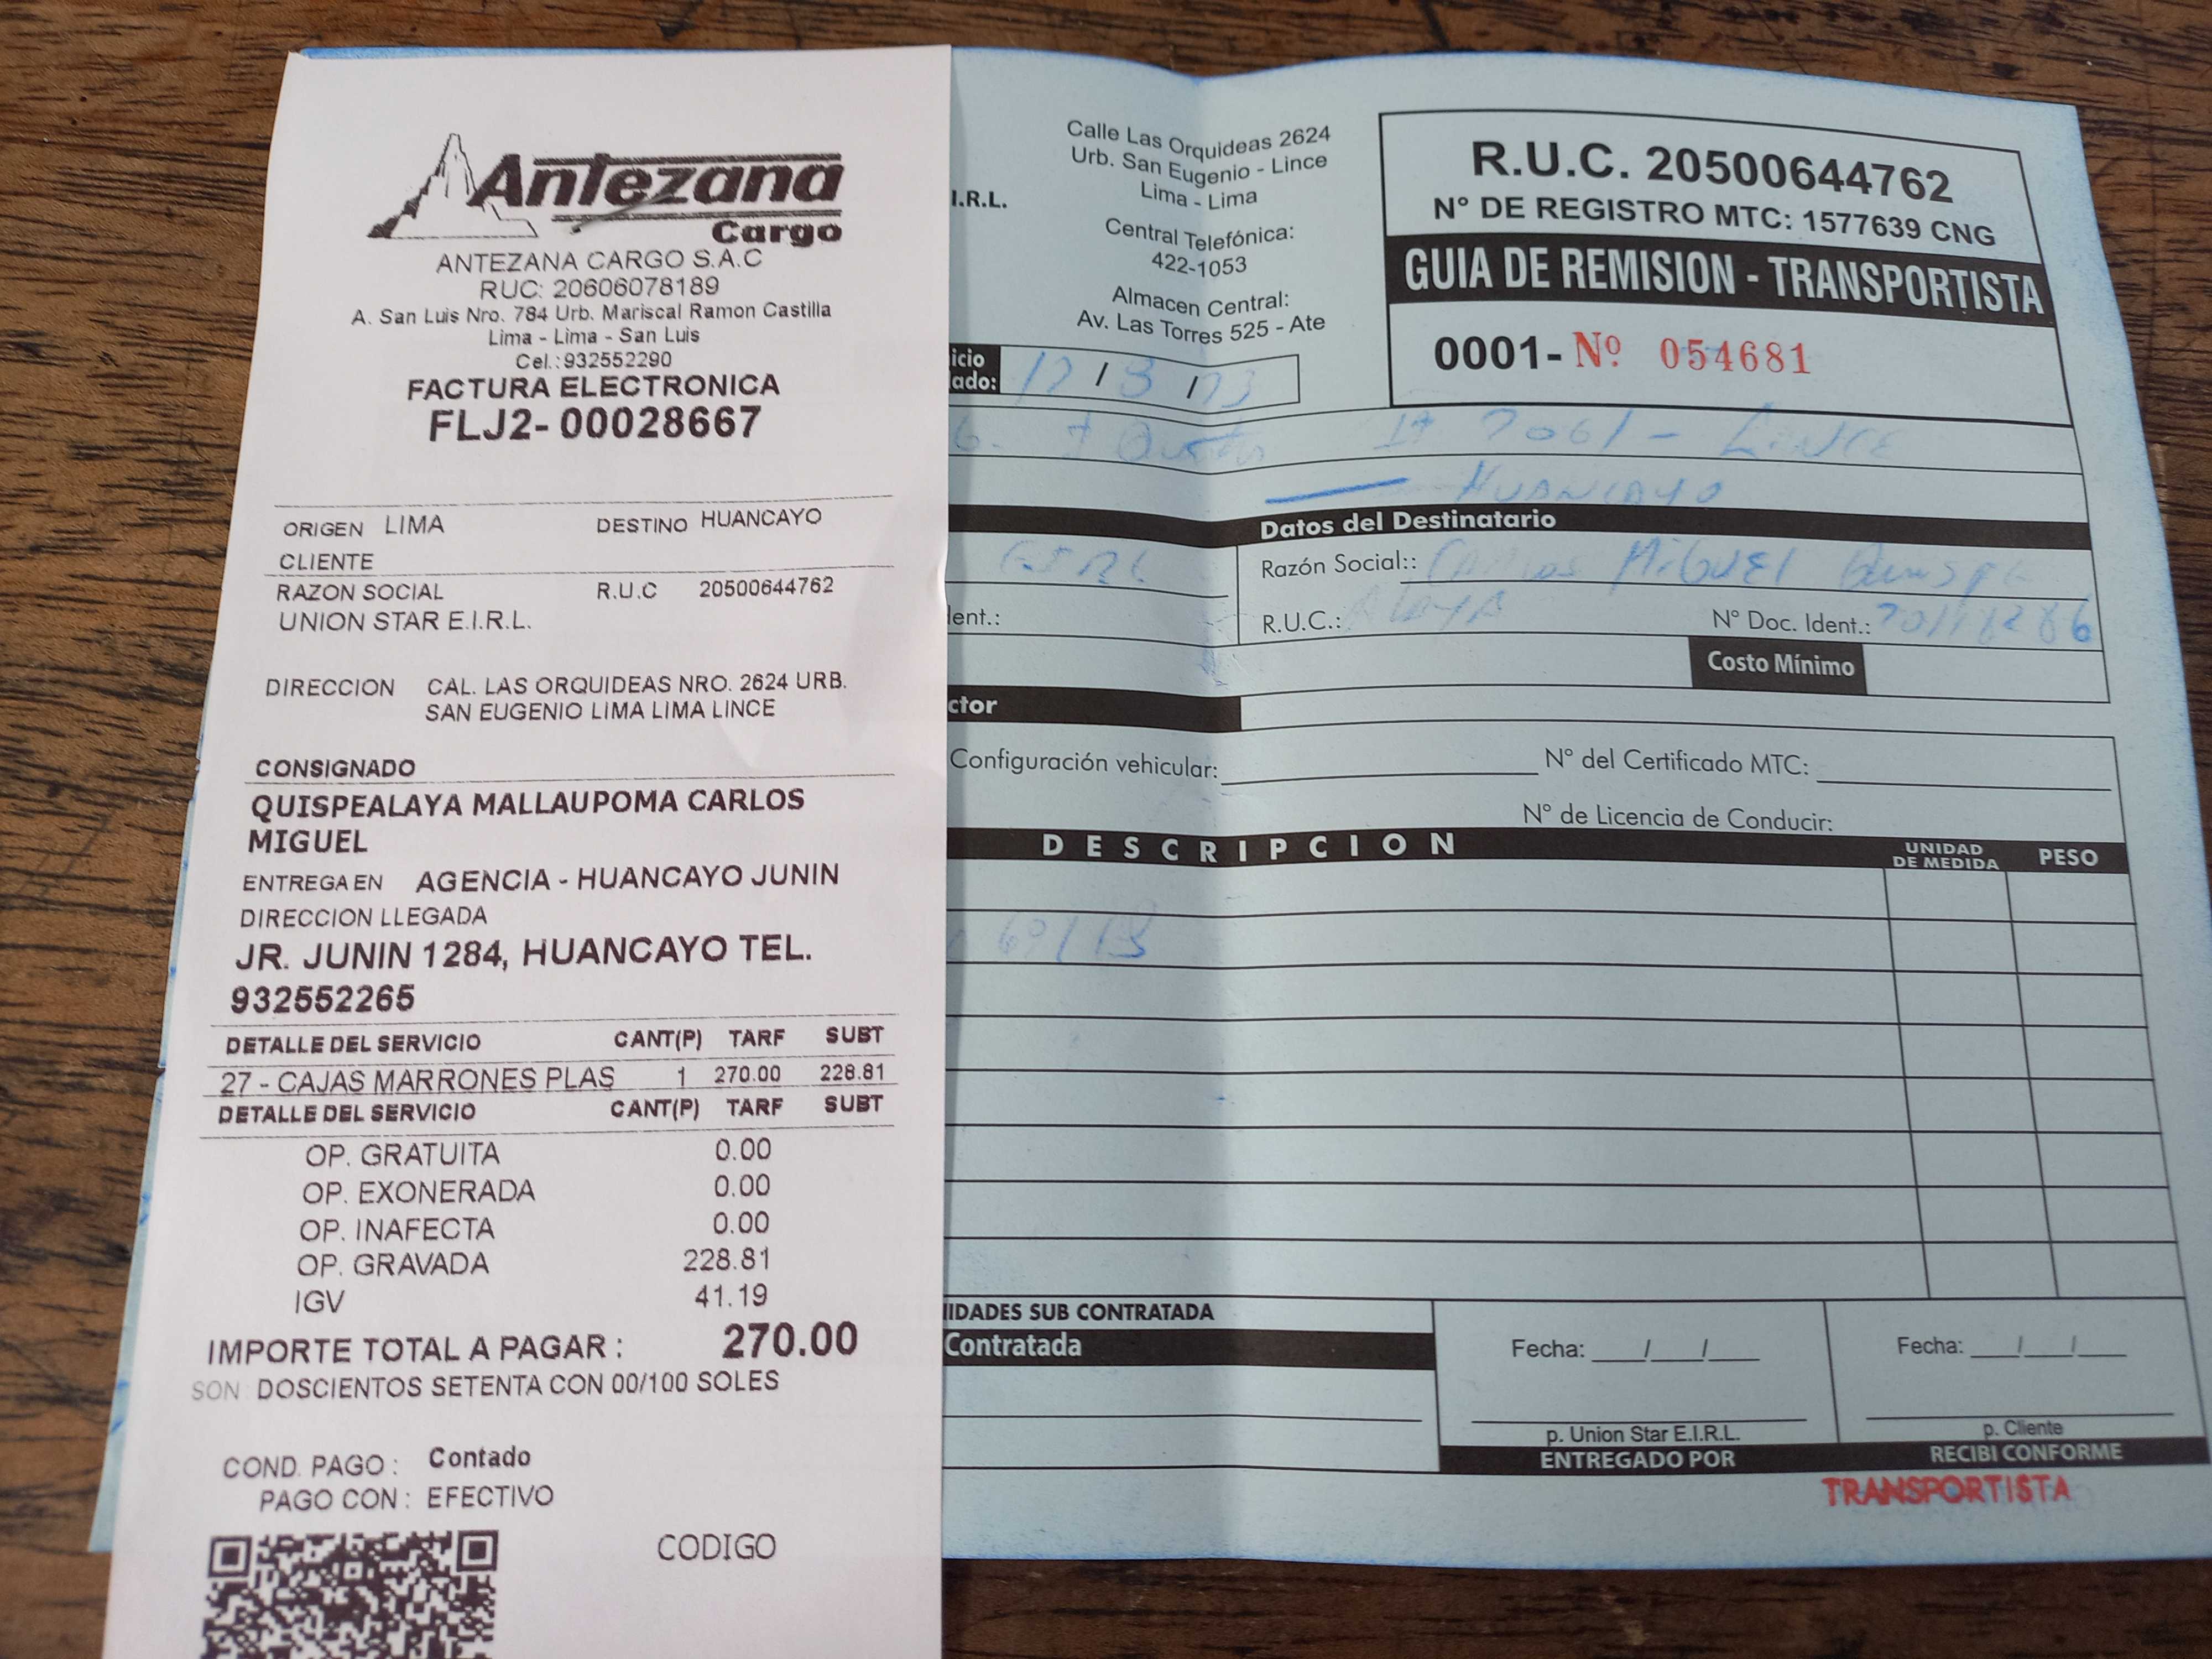 Antezana
Cargo
ANTEZANA CARGO S.A.C
RUC: 20606078189
A. San Luis Nro. 784 Urb. Mariscal Ramon Castilla
Lima - Lima - San Luis
Cel.:932552290
FACTURA ELECTRONICA
FLJ2- 00028667
ORIGEN LIMA DESTINO HUANCAYO
CLIENTE
RAZON SOCIAL R.U.C 20500644762
UNION STAR E.I.R.L.
DIRECCION CAL. LAS ORQUIDEAS NRO. 2624 URB.
SAN EUGENIO LIMA LIMA LINCE
CONSIGNADO
QUISPEALAYA MALLAUPOMA CARLOS
MIGUEL
ENTREGA EN AGENCIA - HUANCAYO JUNIN
DIRECCION LLEGADA
JR. JUNIN 1284, HUANCAYO TEL.
932552265
DETALLE DEL SERVICIO CANT(P) TARF SUBT
27 - CAJAS MARRONES PLAS 1 270.00 228.81
DETALLE DEL SERVICIO CANT(P) TARF SUBT
OP. GRATUITA 0.00
OP. EXONERADA 0.00
OP. INAFECTA 0.00
OP. GRAVADA 228.81
IGV 41.19
IMPORTE TOTAL A PAGAR : 270.00
SON : DOSCIENTOS SETENTA CON 00/100 SOLES
COND. PAGO : Contado
PAGO CON : EFECTIVO
CODIGO
I.R.L.
Calle Las Orquideas 2624
Urb. San Eugenio - Lince
Lima - Lima
Central Telefónica:
422-1053
Almacen Central:
Av. Las Torres 525 - Ate
R.U.C. 20500644762
N° DE REGISTRO MTC: 1577639 CNG
GUIA DE REMISION - TRANSPORTISTA
0001- Nº 054681
icio
ado:
LINCE
HUANCAYO
Datos del Destinatario
Razón Social:: Carlos MIGUEL
ent.:
R.U.C.: N° Doc. Ident.:
Costo Mínimo
ctor
Configuración vehicular: N° del Certificado MTC:
N° de Licencia de Conducir:
DESCRIPCION UNIDAD DE MEDIDA PESO
IDADES SUB CONTRATADA
Contratada
Fecha: / / Fecha: / /
p. Union Star E.I.R.L. p. Cliente
ENTREGADO POR RECIBI CONFORME
TRANSPORTISTA